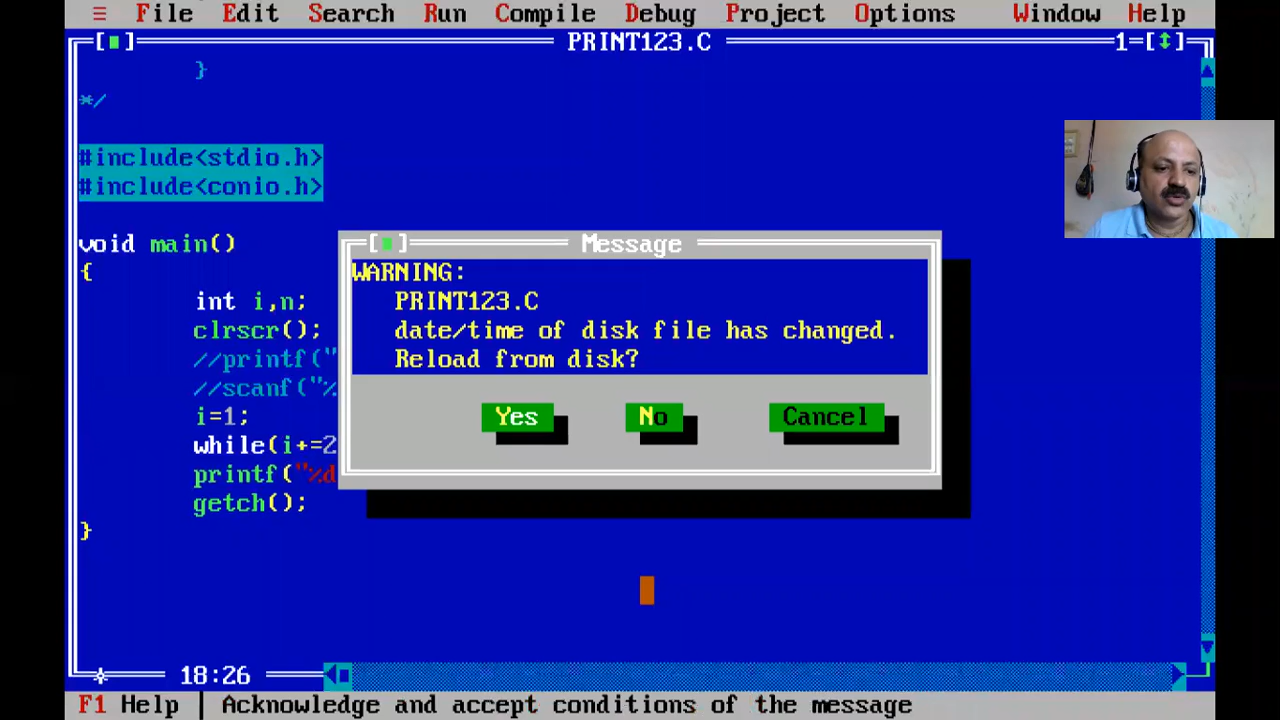 ≡ File Edit Search Run Compile Debug Project Options Window Help
[■] PRINT123.C 1=[↕]
}
*/
#include<stdio.h>
#include<conio.h>
void main()
{
int i,n;
clrscr();
//printf("
//scanf("%
i=1;
while(i+=2
printf("%d
getch();
}
[■] Message
WARNING:
PRINT123.C
date/time of disk file has changed.
Reload from disk?
Yes No Cancel
18:26
F1 Help | Acknowledge and accept conditions of the message